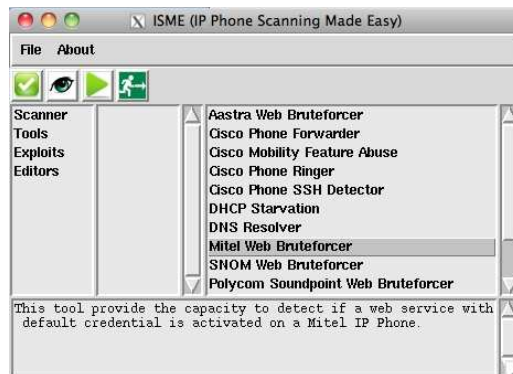 ISME (IP Phone Scanning Made Easy)
File About
Scanner
Tools
Exploits
Editors
Aastra Web Bruteforcer
Cisco Phone Forwarder
Cisco Mobility Feature Abuse
Cisco Phone Ringer
Cisco Phone SSH Detector
DHCP Starvation
DNS Resolver
Mitel Web Bruteforcer
SNOM Web Bruteforcer
Polycom Soundpoint Web Bruteforcer
This tool provide the capacity to detect if a web service with
default credential is activated on a Mitel IP Phone.